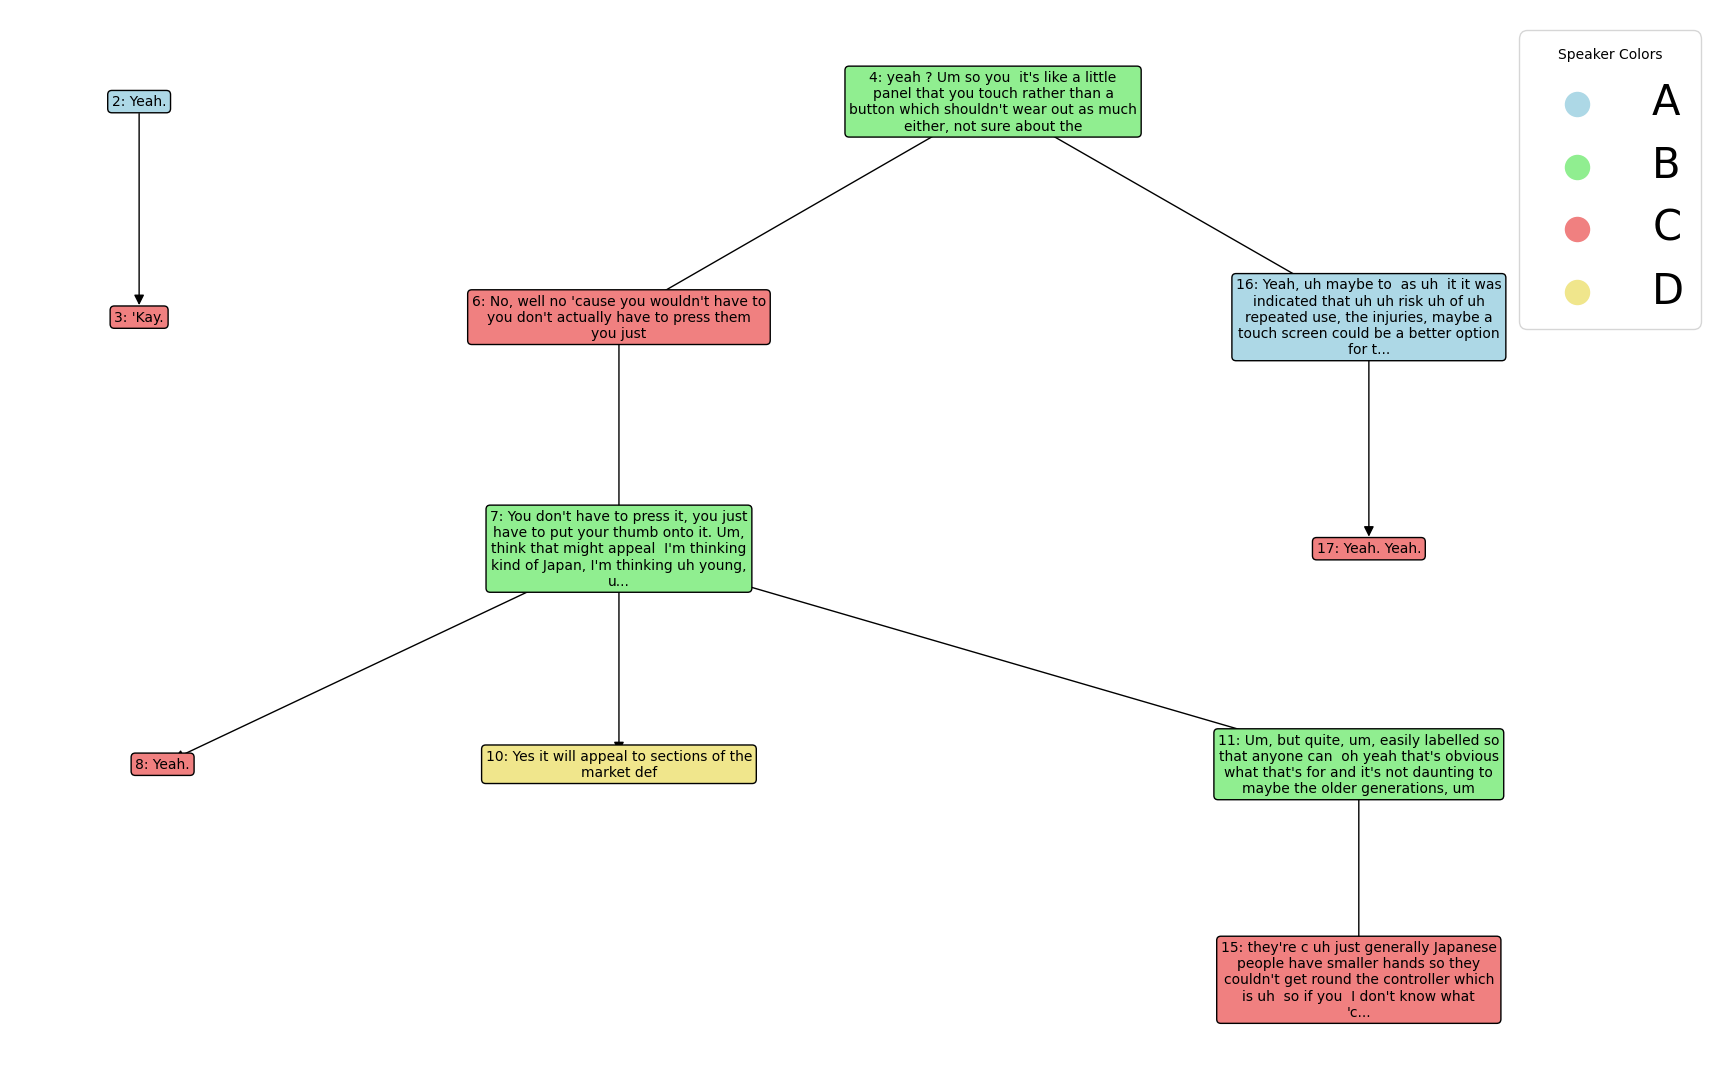 Speaker Colors
A
B
C
D
2: Yeah.
4: yeah ? Um so you  it's like a little
panel that you touch rather than a
button which shouldn't wear out as much
either, not sure about the
3: 'Kay.
6: No, well no 'cause you wouldn't have to
you don't actually have to press them
you just
16: Yeah, uh maybe to  as uh  it it was
indicated that uh uh risk uh of uh
repeated use, the injuries, maybe a
touch screen could be a better option
for t...
7: You don't have to press it, you just
have to put your thumb onto it. Um,
think that might appeal  I'm thinking
kind of Japan, I'm thinking uh young,
u...
17: Yeah. Yeah.
8: Yeah.
10: Yes it will appeal to sections of the
market def
11: Um, but quite, um, easily labelled so
that anyone can  oh yeah that's obvious
what that's for and it's not daunting to
maybe the older generations, um
15: they're c uh just generally Japanese
people have smaller hands so they
couldn't get round the controller which
is uh  so if you  I don't know what
'c...